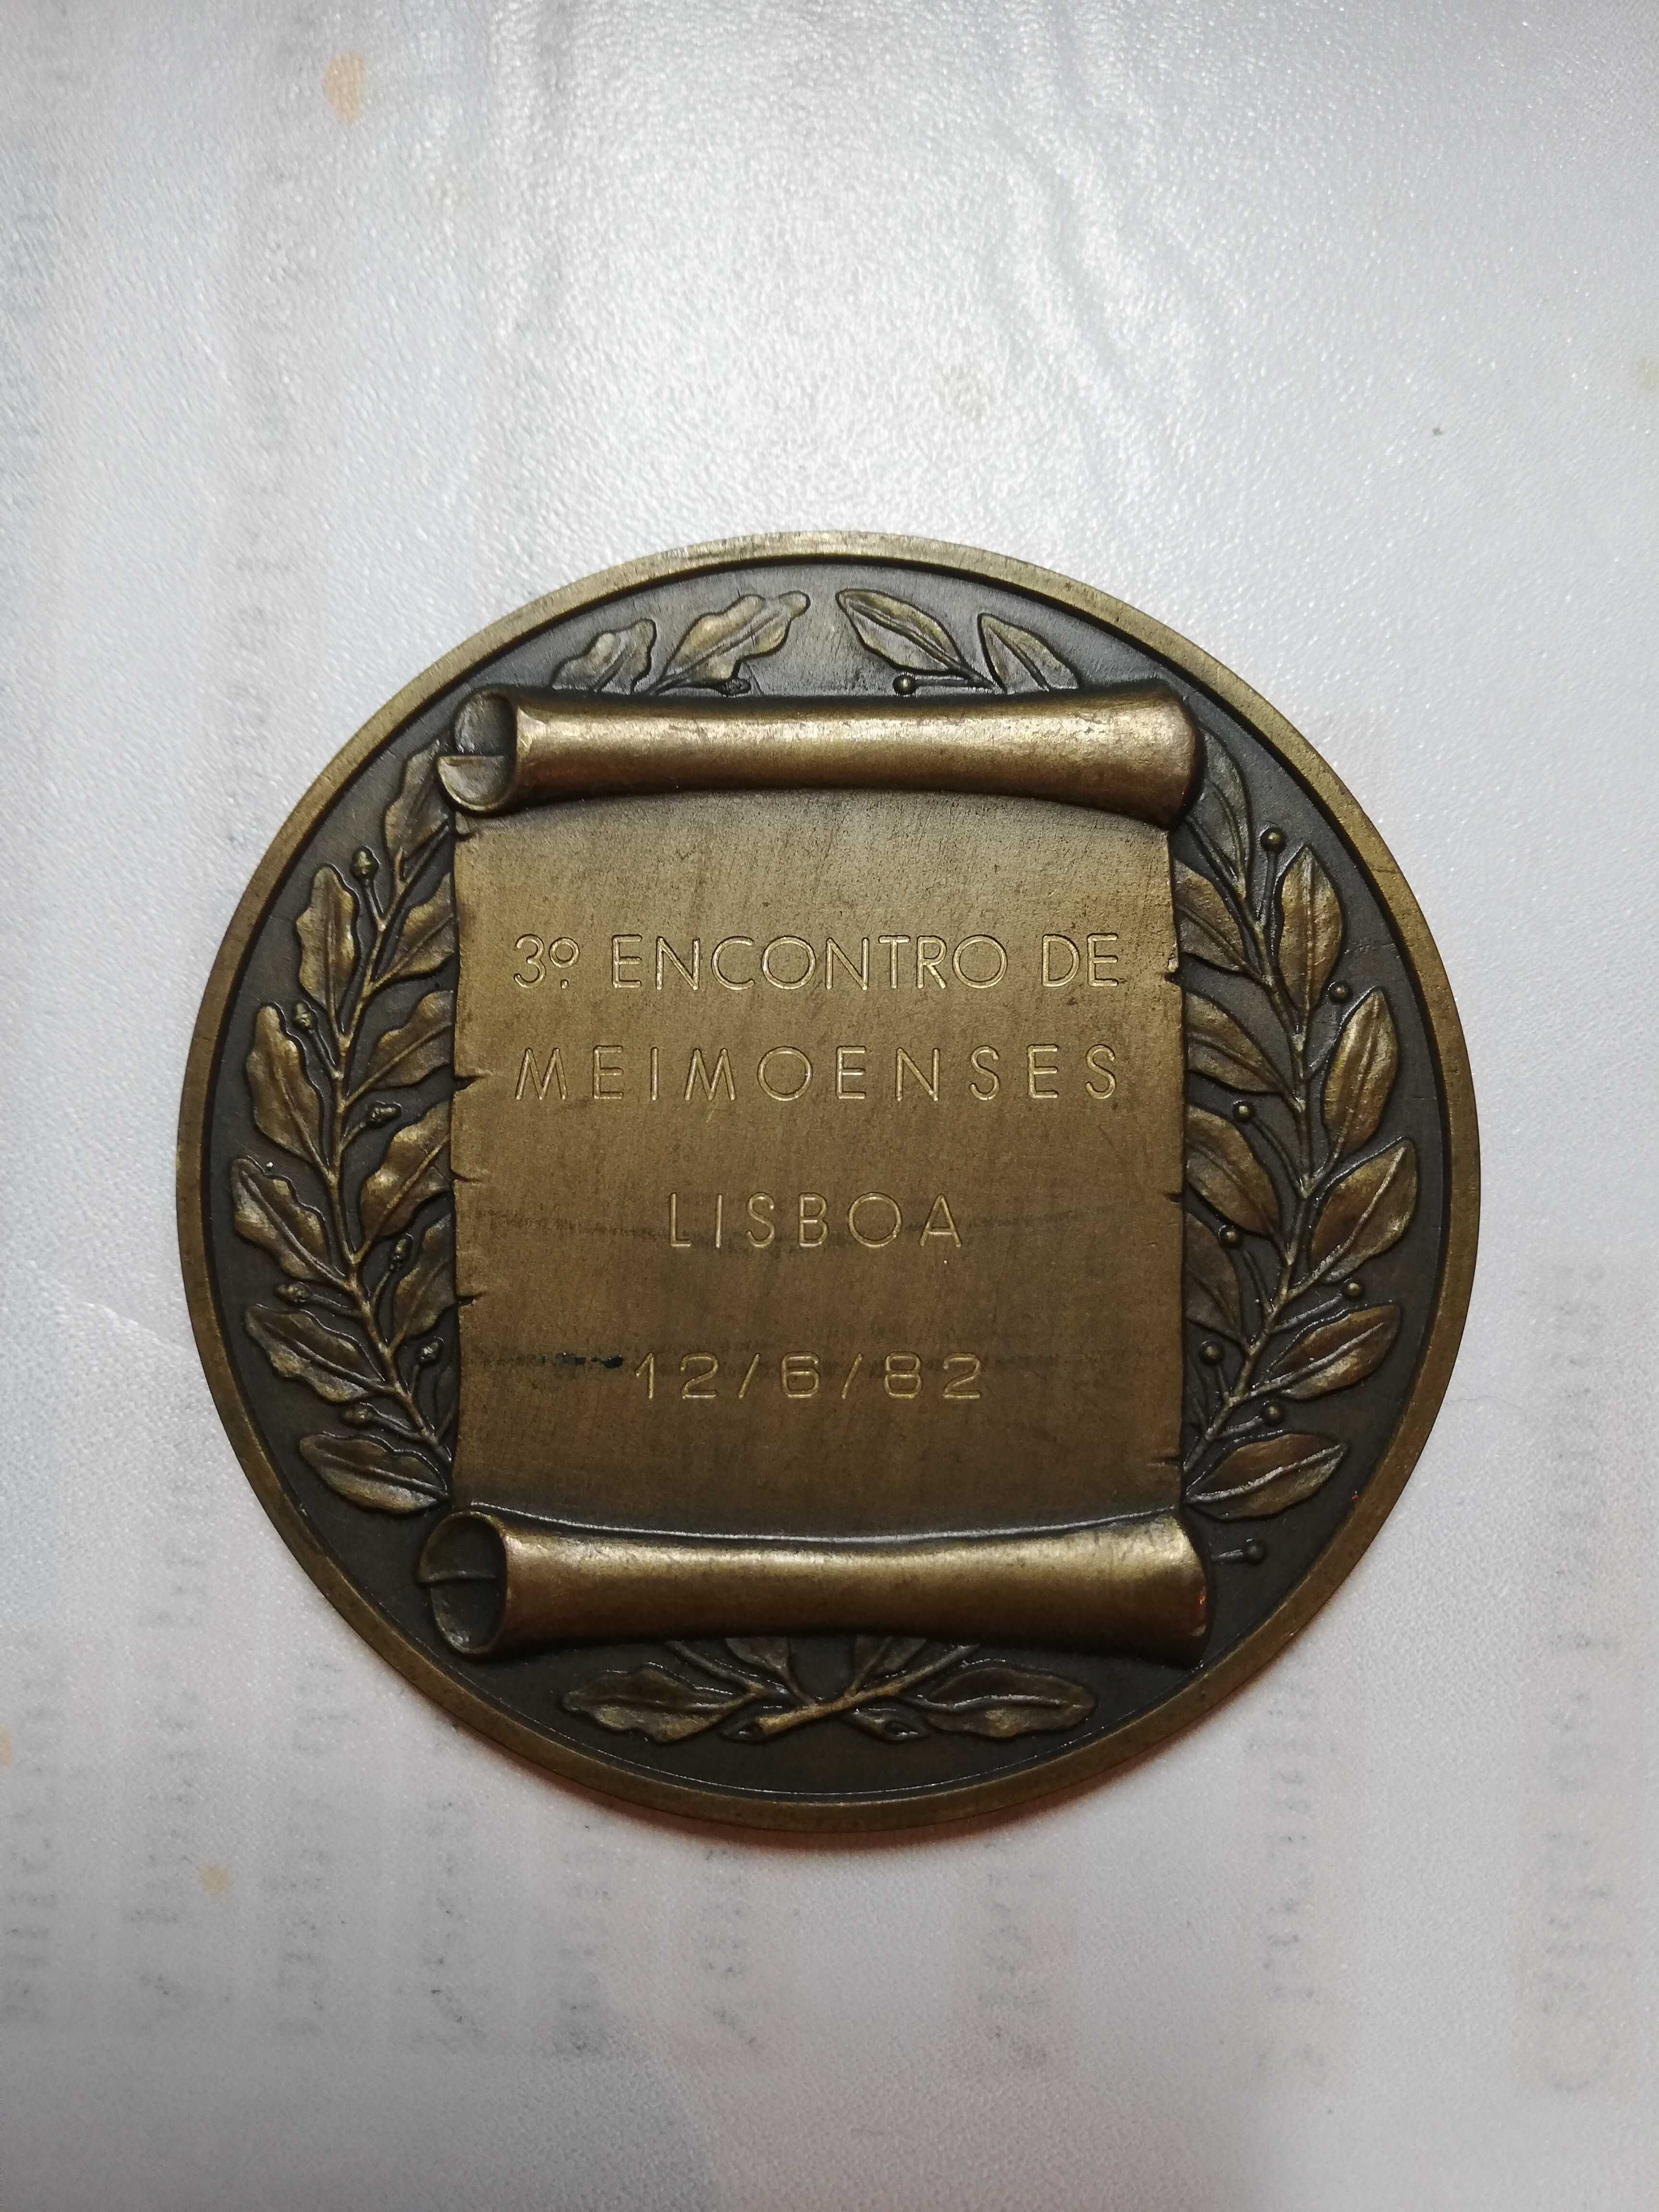 3º ENCONTRO DE
MEIMOENSES
LISBOA
12/6/82